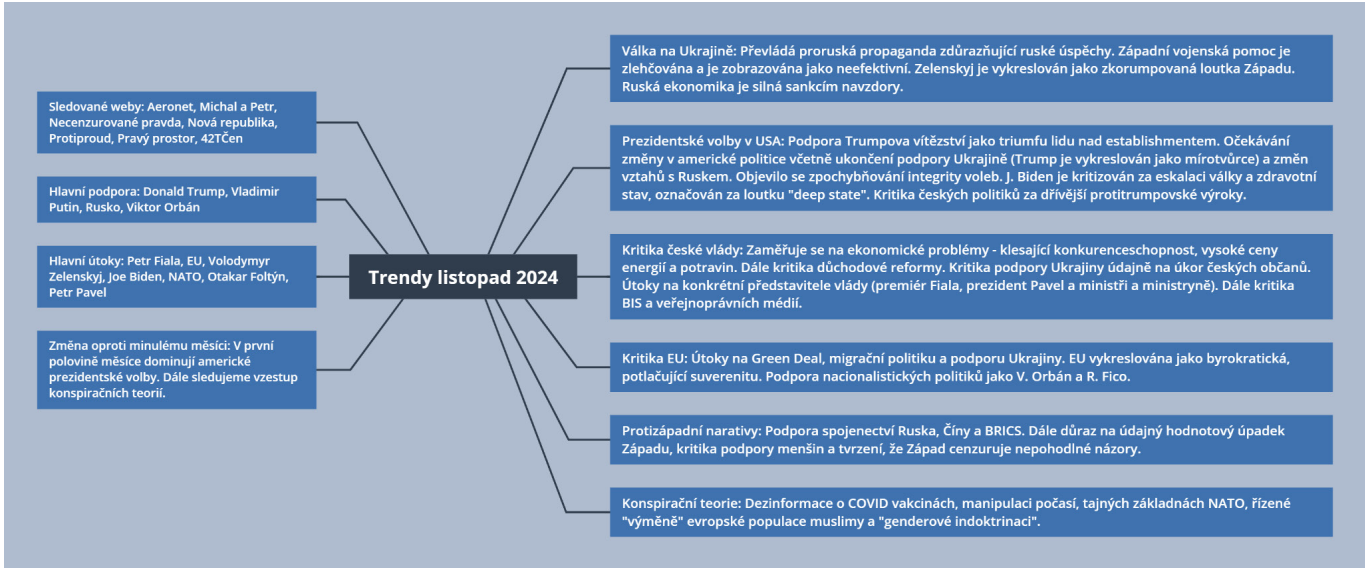 Sledované weby: Aeronet, Michal a Petr,
Necenzurované pravda, Nová republika,
Protiproud, Pravý prostor, 42TČen
Hlavní podpora: Donald Trump, Vladimir
Putin, Rusko, Viktor Orbán
Hlavní útoky: Petr Fiala, EU, Volodymyr
Zelenskyj, Joe Biden, NATO, Otakar Foltýn,
Petr Pavel
Změna oproti minulému měsíci: V první
polovině měsíce dominují americké
prezidentské volby. Dále sledujeme vzestup
konspiračních teorií.
Trendy listopad 2024
Válka na Ukrajině: Převládá proruská propaganda zdůrazňující ruské úspěchy. Západní vojenská pomoc je
zlehčována a je zobrazována jako neefektivní. Zelenskyj je vykreslován jako zkorumpovaná loutka Západu.
Ruská ekonomika je silná sankcím navzdory.
Prezidentské volby v USA: Podpora Trumpova vítězství jako triumfu lidu nad establishmentem. Očekávání
změny v americké politice včetně ukončení podpory Ukrajině (Trump je vykreslován jako mírotvůrce) a změn
vztahů s Ruskem. Objevilo se zpochybňování integrity voleb. J. Biden je kritizován za eskalaci války a zdravotní
stav, označován za loutku "deep state". Kritika českých politiků za dřívější protitrumpovské výroky.
Kritika české vlády: Zaměřuje se na ekonomické problémy - klesající konkurenceschopnost, vysoké ceny
energií a potravin. Dále kritika důchodové reformy. Kritika podpory Ukrajiny údajně na úkor českých občanů.
Útoky na konkrétní představitele vlády (premiér Fiala, prezident Pavel a ministři a ministryně). Dále kritika
BIS a veřejnoprávních médií.
Kritika EU: Útoky na Green Deal, migrační politiku a podporu Ukrajiny. EU vykreslována jako byrokratická,
potlačující suverenitu. Podpora nacionalistických politiků jako V. Orbán a R. Fico.
Protizápadní narativy: Podpora spojenectví Ruska, Číny a BRICS. Dále důraz na údajný hodnotový úpadek
Západu, kritika podpory menšin a tvrzení, že Západ cenzuruje nepohodlné názory.
Konspirační teorie: Dezinformace o COVID vakcinách, manipulaci počasí, tajných základnách NATO, řízené
"výměně" evropské populace muslimy a "genderové indoktrinaci".